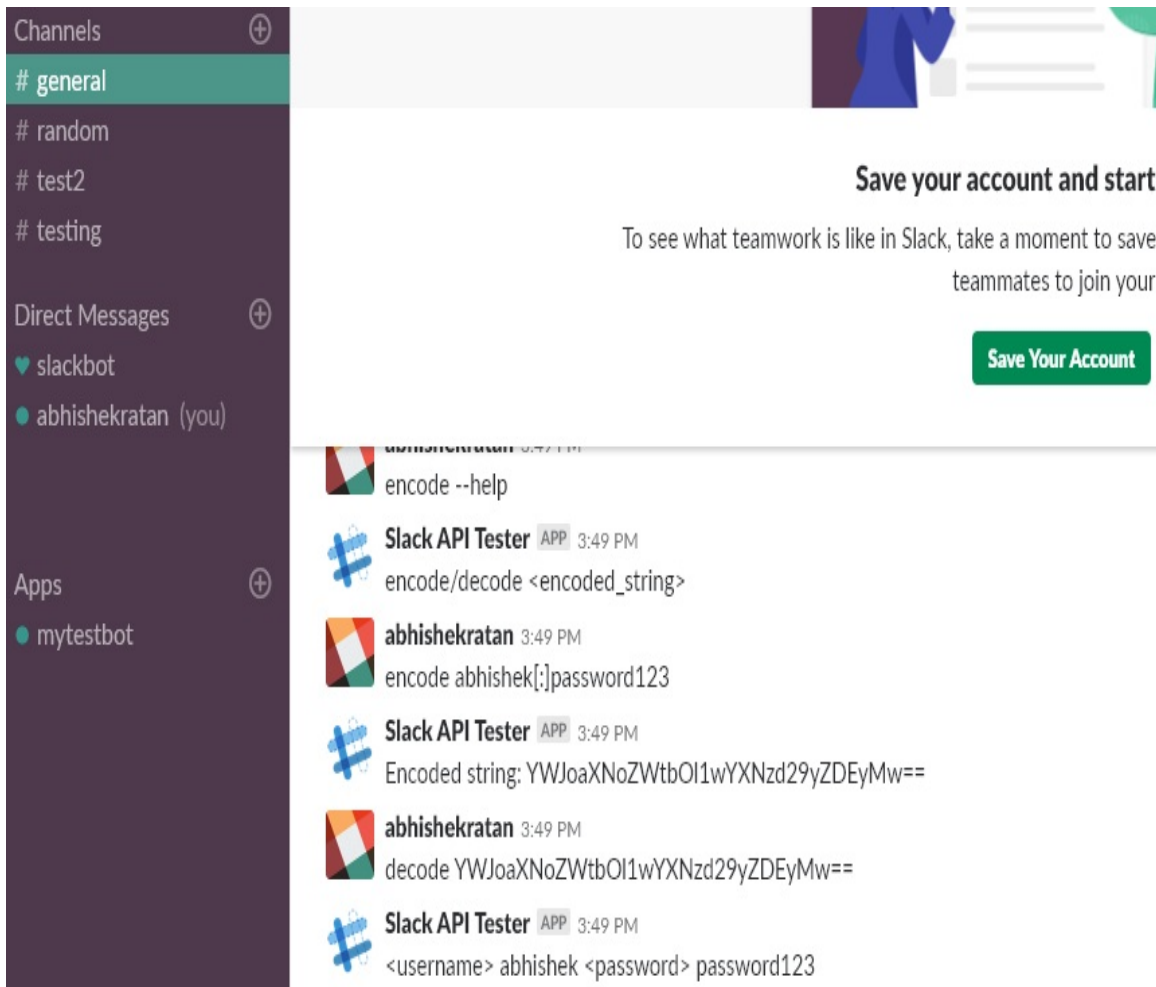 Channels
# general
# random
# test2
# testing
Direct Messages
slackbot
abhishekratan (you)
Apps
mytestbot
Save your account and start
To see what teamwork is like in Slack, take a moment to save
teammates to join your
Save Your Account
abhishekratan 3:49 PM
encode --help
Slack API Tester APP 3:49 PM
encode/decode <encoded_string>
abhishekratan 3:49 PM
encode abhishek[:]password123
Slack API Tester APP 3:49 PM
Encoded string: YWJoaXNoZWtbOl1wYXNzd29yZDEyMw==
abhishekratan 3:49 PM
decode YWJoaXNoZWtbOl1wYXNzd29yZDEyMw==
Slack API Tester APP 3:49 PM
<username> abhishek <password> password123